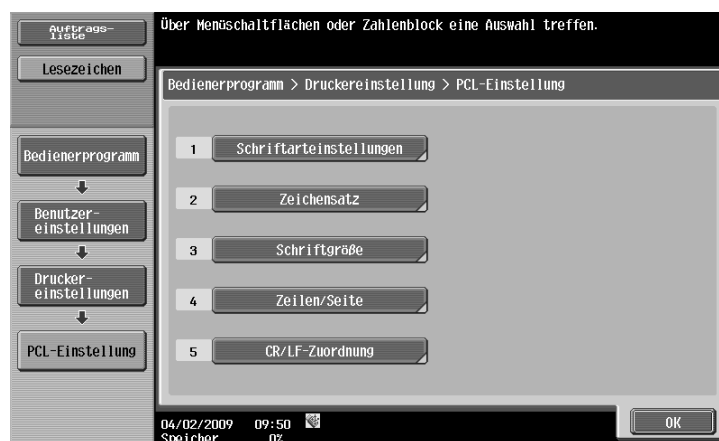 Über Menüschaltflächen oder Zahlenblock eine Auswahl treffen.
Auftrags-
liste
Lesezeichen
Bedienerprogramm > Druckereinstellung > PCL-Einstellung
Bedienerprogramm
Benutzer-
einstellungen
Drucker-
einstellungen
PCL-Einstellung
1 Schriftarteinstellungen
2 Zeichensatz
3 Schriftgröße
4 Zeilen/Seite
5 CR/LF-Zuordnung
04/02/2009 09:50
Speicher 0%
OK